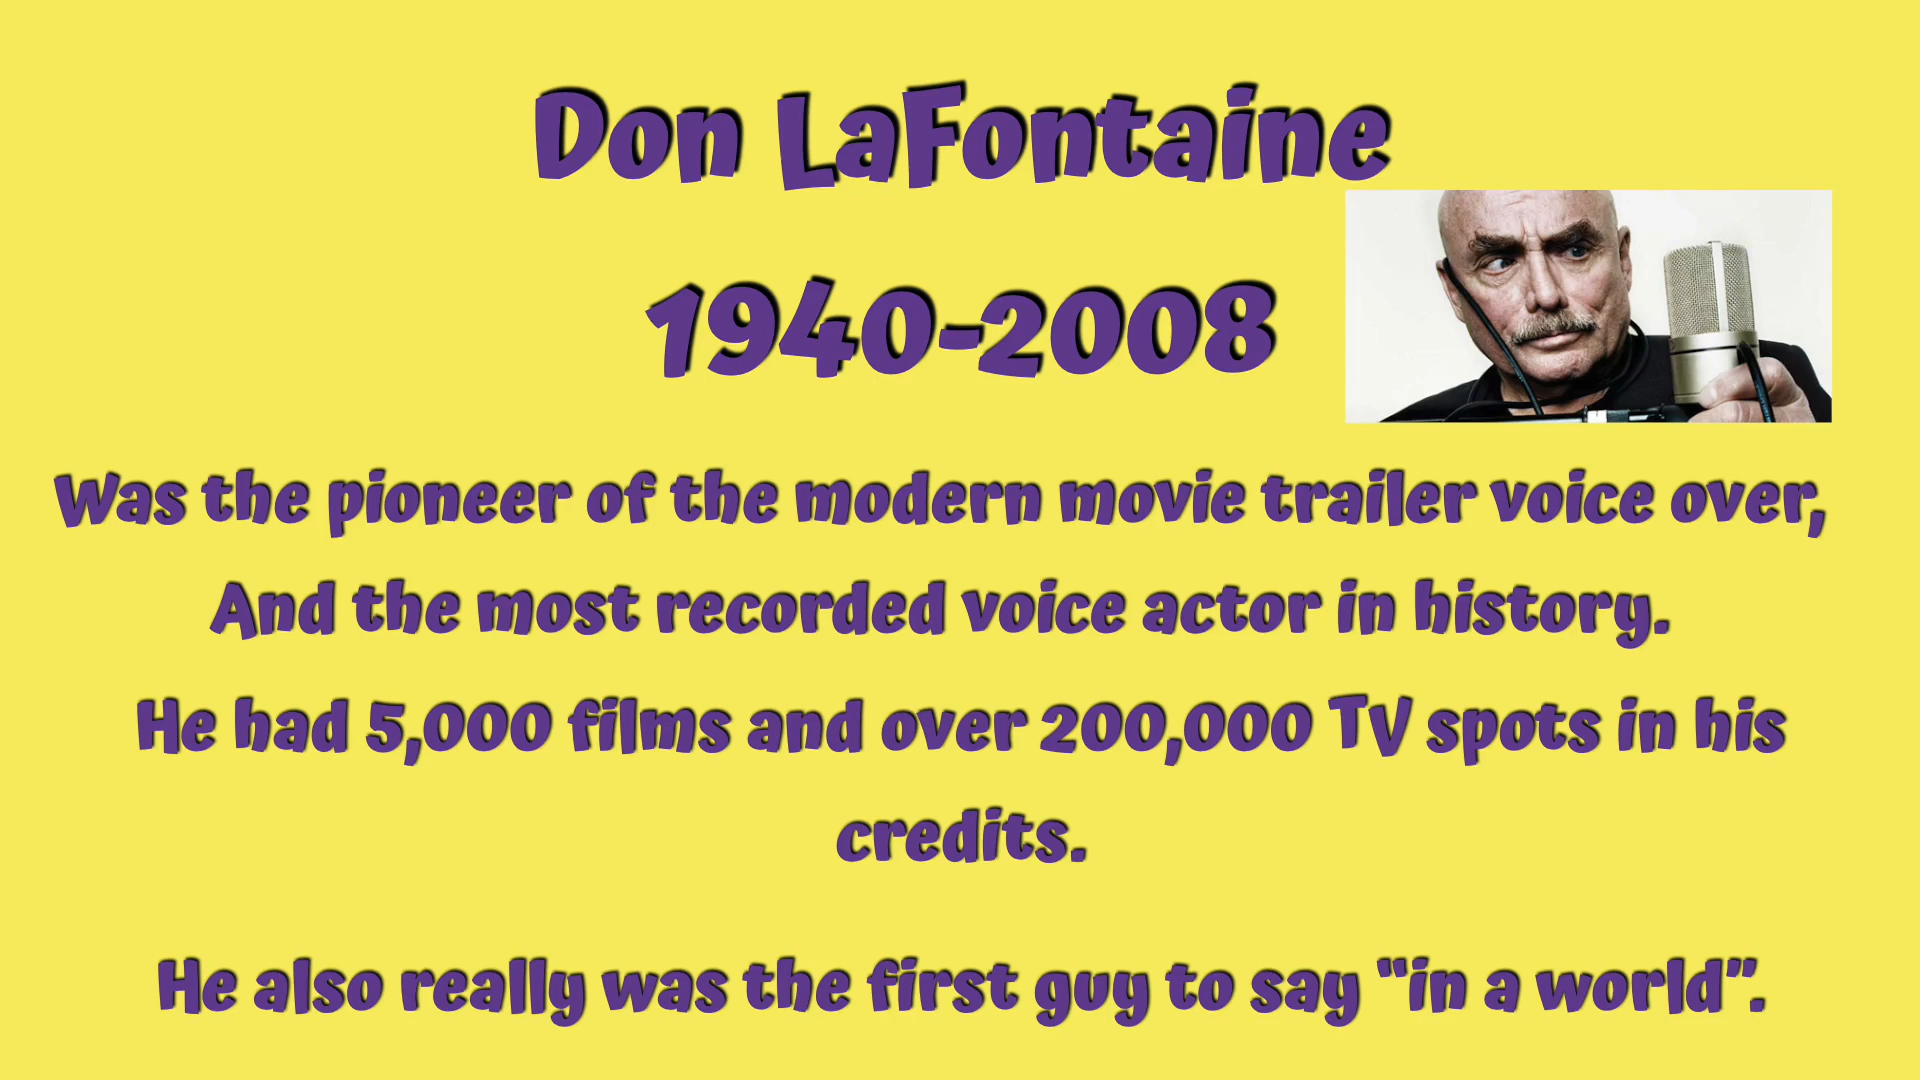 Don LaFontaine
1940-2008
Was the pioneer of the modern movie trailer voice over,
And the most recorded voice actor in history.
He had 5,000 films and over 200,000 TV spots in his
credits.
He also really was the first guy to say "in a world".